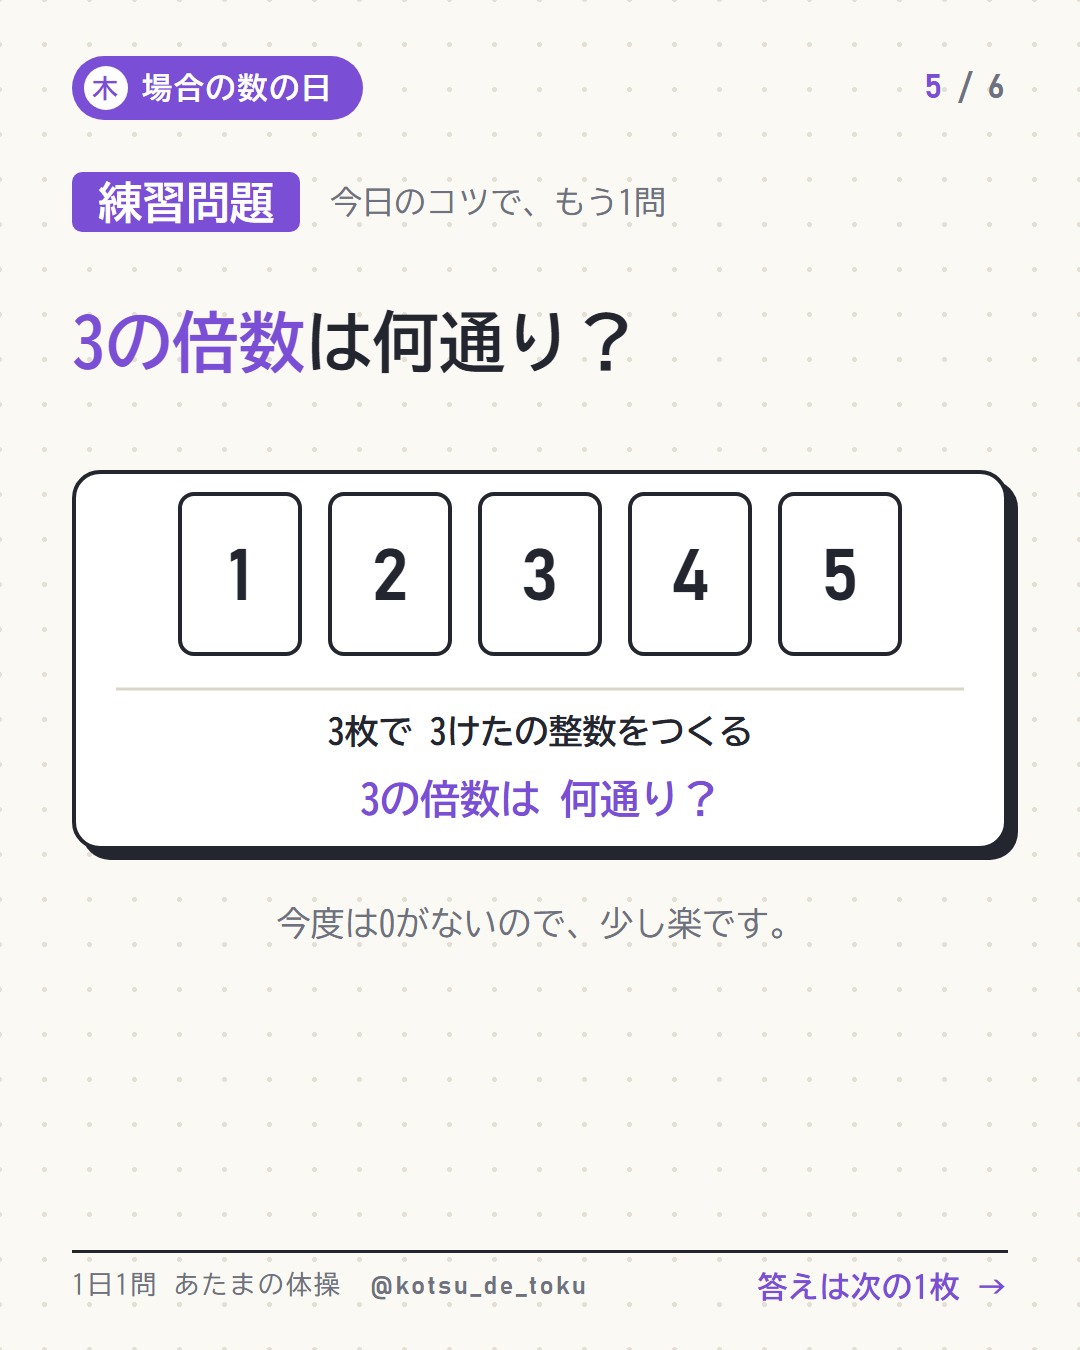 木 場合の数の日
5 / 6
練習問題 今日のコツで、もう1問
3の倍数は何通り？
1 2 3 4 5
3枚で 3けたの整数をつくる
3の倍数は 何通り？
今度は0がないので、少し楽です。
1日1問 あたまの体操 @kotsu_de_toku 答えは次の1枚 →